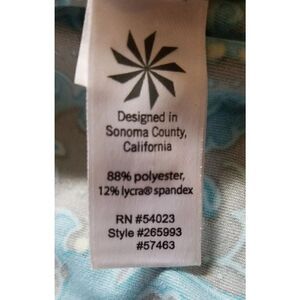 Designed in
Sonoma County,
California
88% polyester,
12% lycra® spandex
RN #54023
Style #265993
#57463